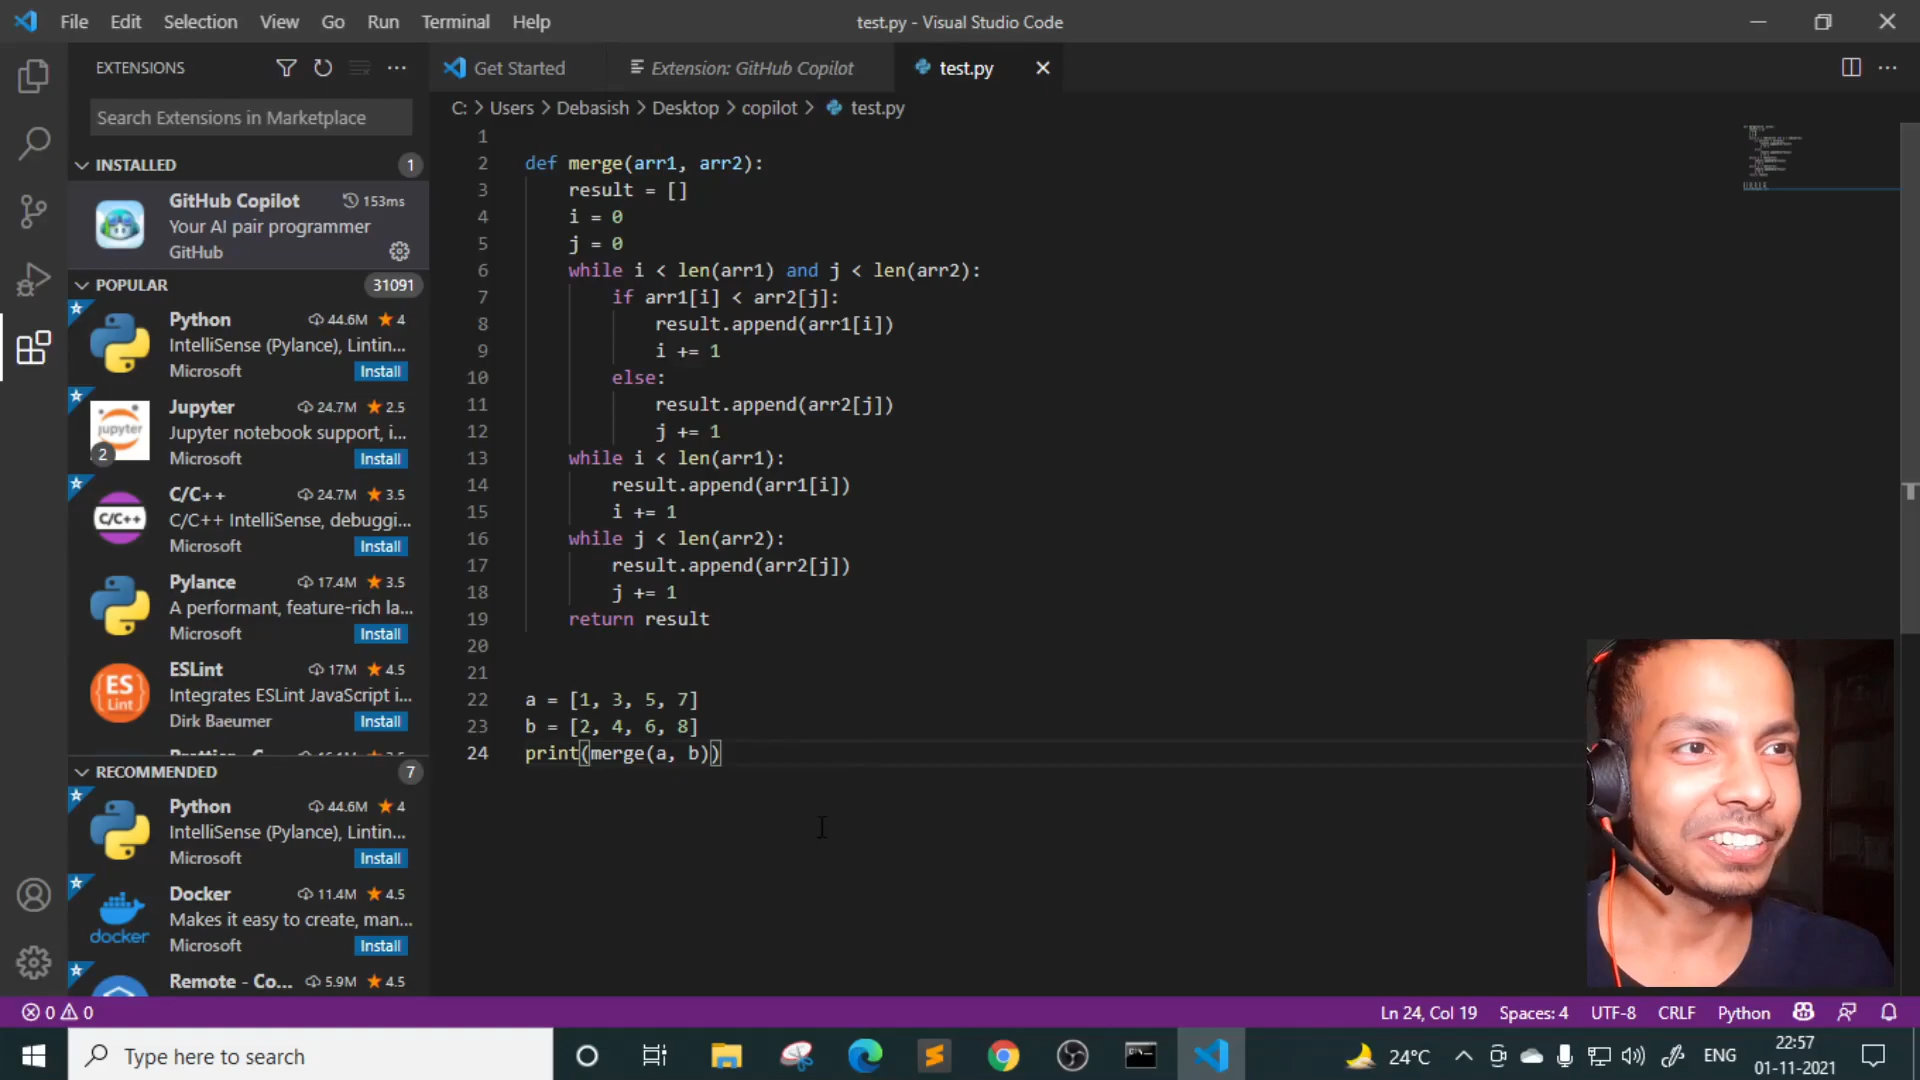 File Edit Selection View Go Run Terminal Help
test.py - Visual Studio Code
EXTENSIONS
Search Extensions in Marketplace
INSTALLED 1
GitHub Copilot 153ms
Your AI pair programmer
GitHub
POPULAR 31091
Python 44.6M 4
IntelliSense (Pylance), Lintin...
Microsoft Install
Jupyter 24.7M 2.5
jupyter
Jupyter notebook support, i...
2
Microsoft Install
C/C++ 24.7M 3.5
C/C++
C/C++ IntelliSense, debuggi...
Microsoft Install
Pylance 17.4M 3.5
A performant, feature-rich la...
Microsoft Install
ESLint 17M 4.5
ES
Lint
Integrates ESLint JavaScript i...
Dirk Baeumer Install
RECOMMENDED 7
Python 44.6M 4
IntelliSense (Pylance), Lintin...
Microsoft Install
Docker 11.4M 4.5
docker
Makes it easy to create, man...
Microsoft Install
Remote - Co... 5.9M 4.5
Get Started
Extension: GitHub Copilot
test.py
C: > Users > Debasish > Desktop > copilot > test.py
1
2 def merge(arr1, arr2):
3 result = []
4 i = 0
5 j = 0
6 while i < len(arr1) and j < len(arr2):
7 if arr1[i] < arr2[j]:
8 result.append(arr1[i])
9 i += 1
10 else:
11 result.append(arr2[j])
12 j += 1
13 while i < len(arr1):
14 result.append(arr1[i])
15 i += 1
16 while j < len(arr2):
17 result.append(arr2[j])
18 j += 1
19 return result
20
21
22 a = [1, 3, 5, 7]
23 b = [2, 4, 6, 8]
24 print(merge(a, b))
0 0
Ln 24, Col 19 Spaces: 4 UTF-8 CRLF Python
Type here to search
24°C ENG
22:57
01-11-2021